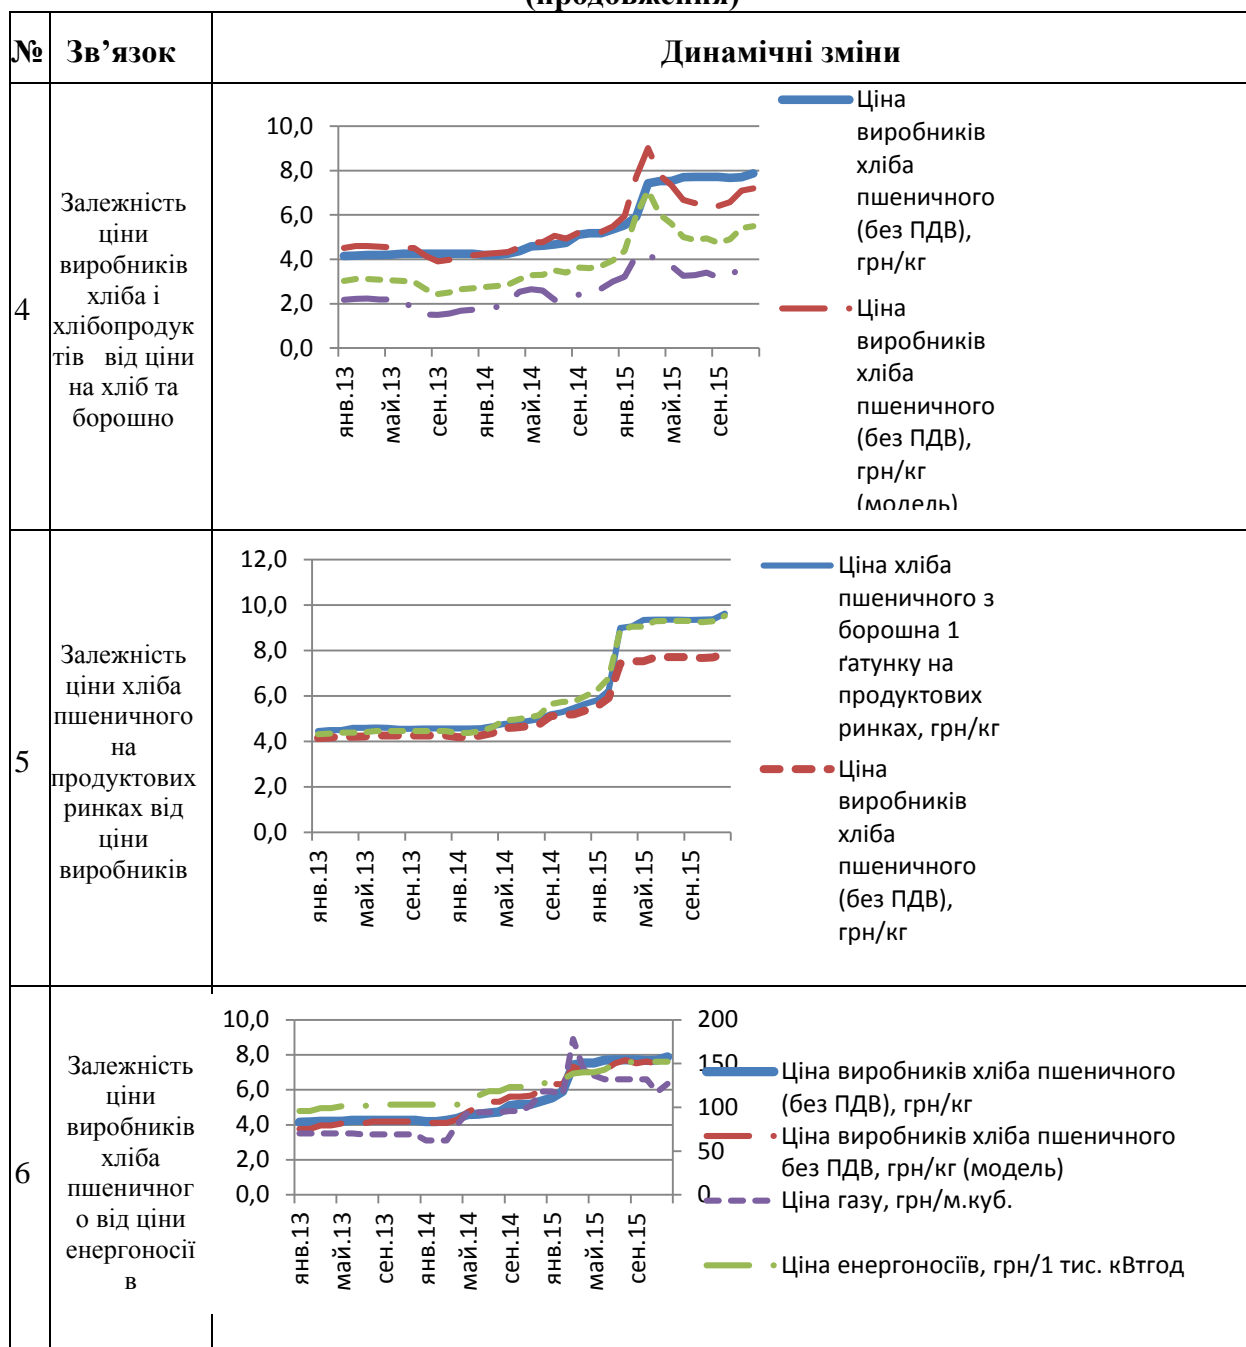 (продовження)
№ Зв’язок Динамічні зміни
4
Залежність
ціни
виробників
хліба і
хлібопродук
тів від ціни
на хліб та
борошно
10,0
8,0
6,0
4,0
2,0
0,0
янв.13
май.13
сен.13
янв.14
май.14
сен.14
янв.15
май.15
сен.15
Ціна
виробників
хліба
пшеничного
(без ПДВ),
грн/кг
Ціна
виробників
хліба
пшеничного
(без ПДВ),
грн/кг
(модель)
5
Залежність
ціни хліба
пшеничного
на
продуктових
ринках від
ціни
виробників
12,0
10,0
8,0
6,0
4,0
2,0
0,0
янв.13
май.13
сен.13
янв.14
май.14
сен.14
янв.15
май.15
сен.15
Ціна хліба
пшеничного з
борошна 1
ґатунку на
продуктових
ринках, грн/кг
Ціна
виробників
хліба
пшеничного
(без ПДВ),
грн/кг
6
Залежність
ціни
виробників
хліба
пшеничног
о від ціни
енергоносії
в
10,0
8,0
6,0
4,0
2,0
0,0
200
150
100
50
0
янв.13
май.13
сен.13
янв.14
май.14
сен.14
янв.15
май.15
сен.15
Ціна виробників хліба пшеничного
(без ПДВ), грн/кг
Ціна виробників хліба пшеничного
без ПДВ, грн/кг (модель)
Ціна газу, грн/м.куб.
Ціна енергоносіїв, грн/1 тис. кВтгод